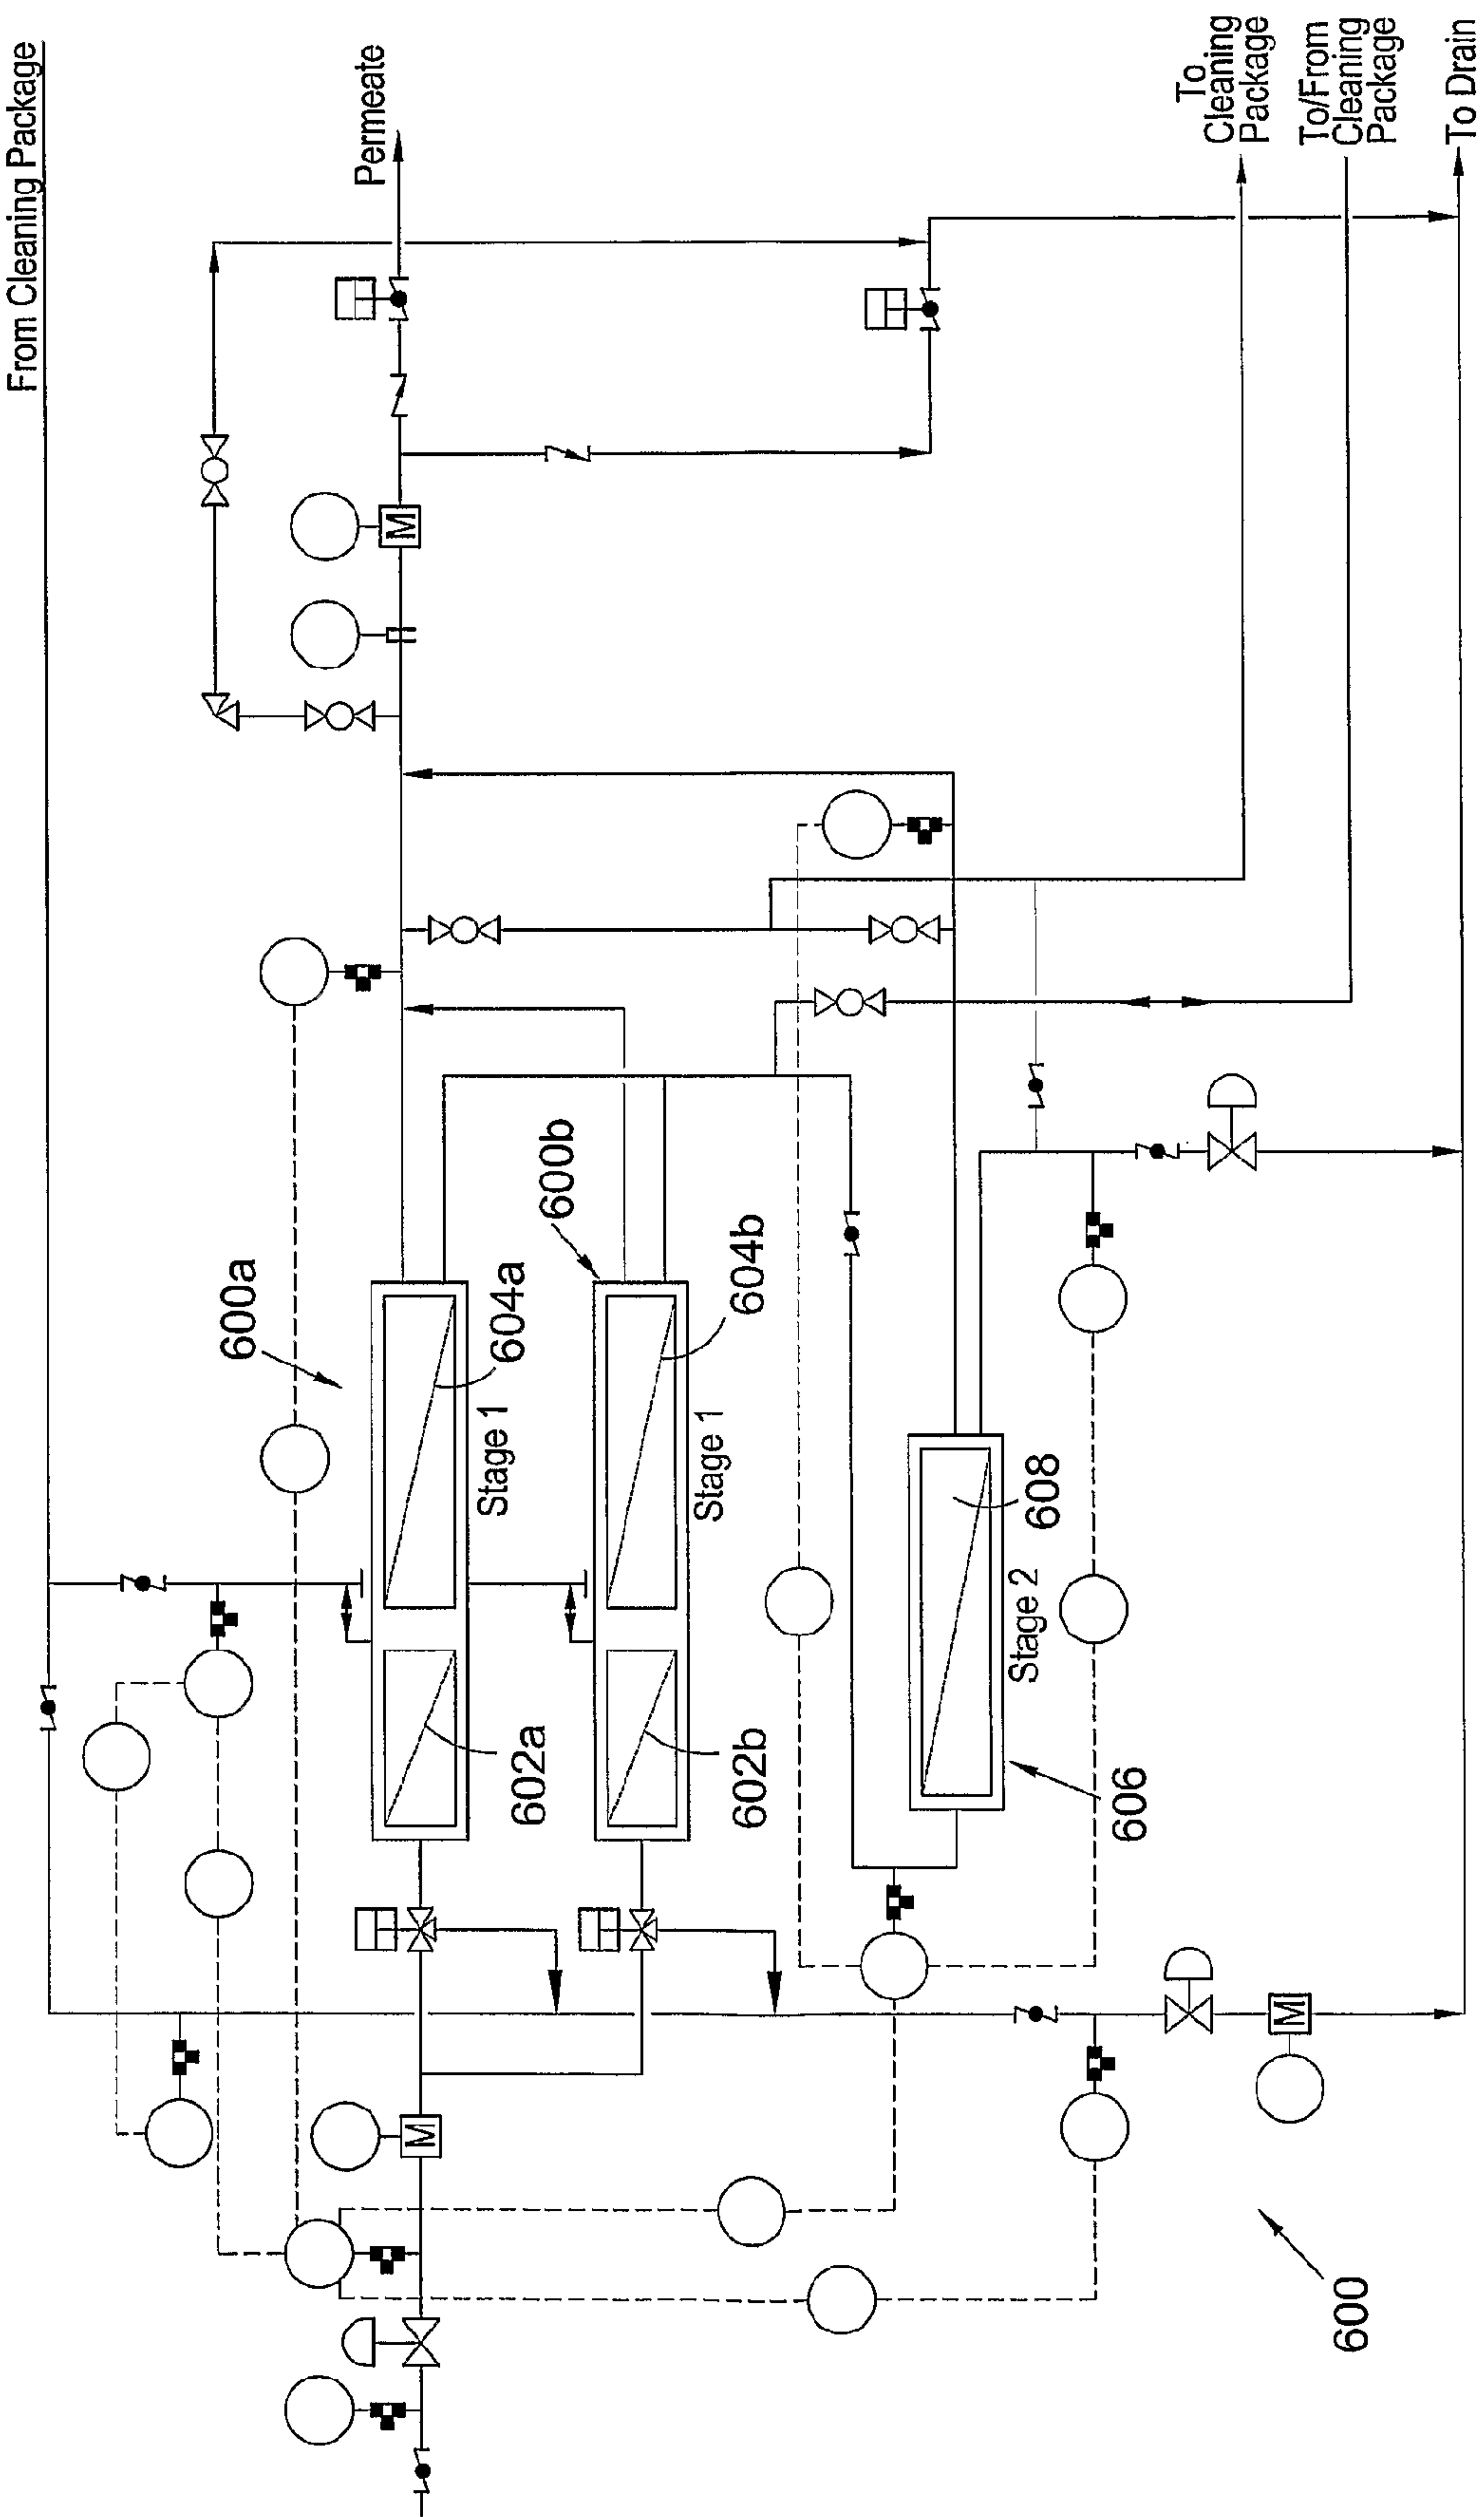 From Cleaning Package
Permeate
To
Cleaning
Package
To/From
Cleaning
Package
To Drain
M
600a
600b
604a
604b
Stage 1
Stage 1
608
Stage 2
602a
602b
606
M
M
600